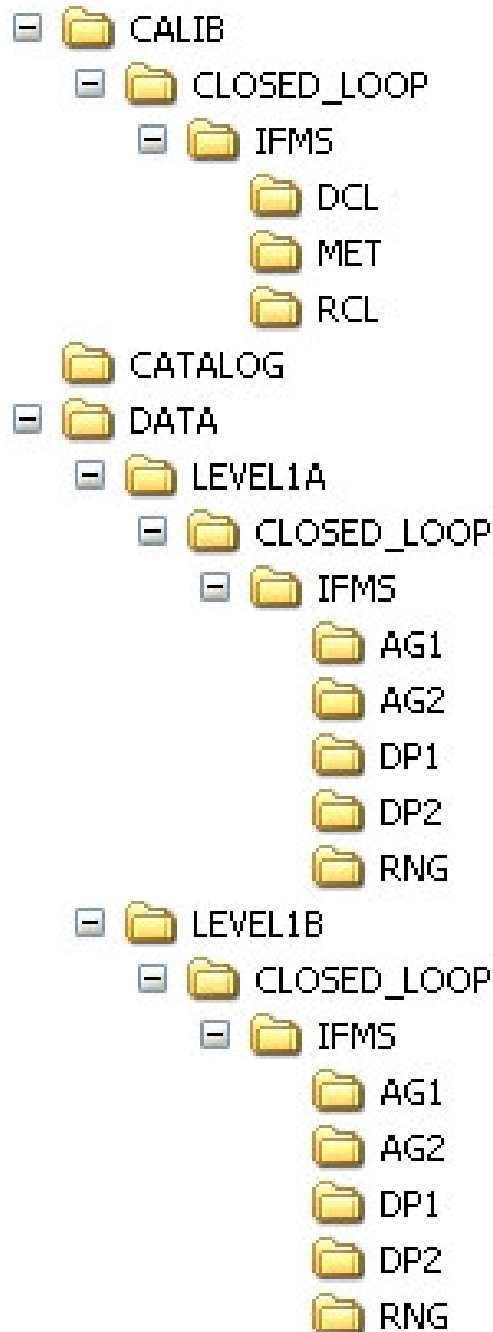 CALIB
CLOSED_LOOP
IFMS
DCL
MET
RCL
CATALOG
DATA
LEVEL1A
CLOSED_LOOP
IFMS
AG1
AG2
DP1
DP2
RNG
LEVEL1B
CLOSED_LOOP
IFMS
AG1
AG2
DP1
DP2
RNG